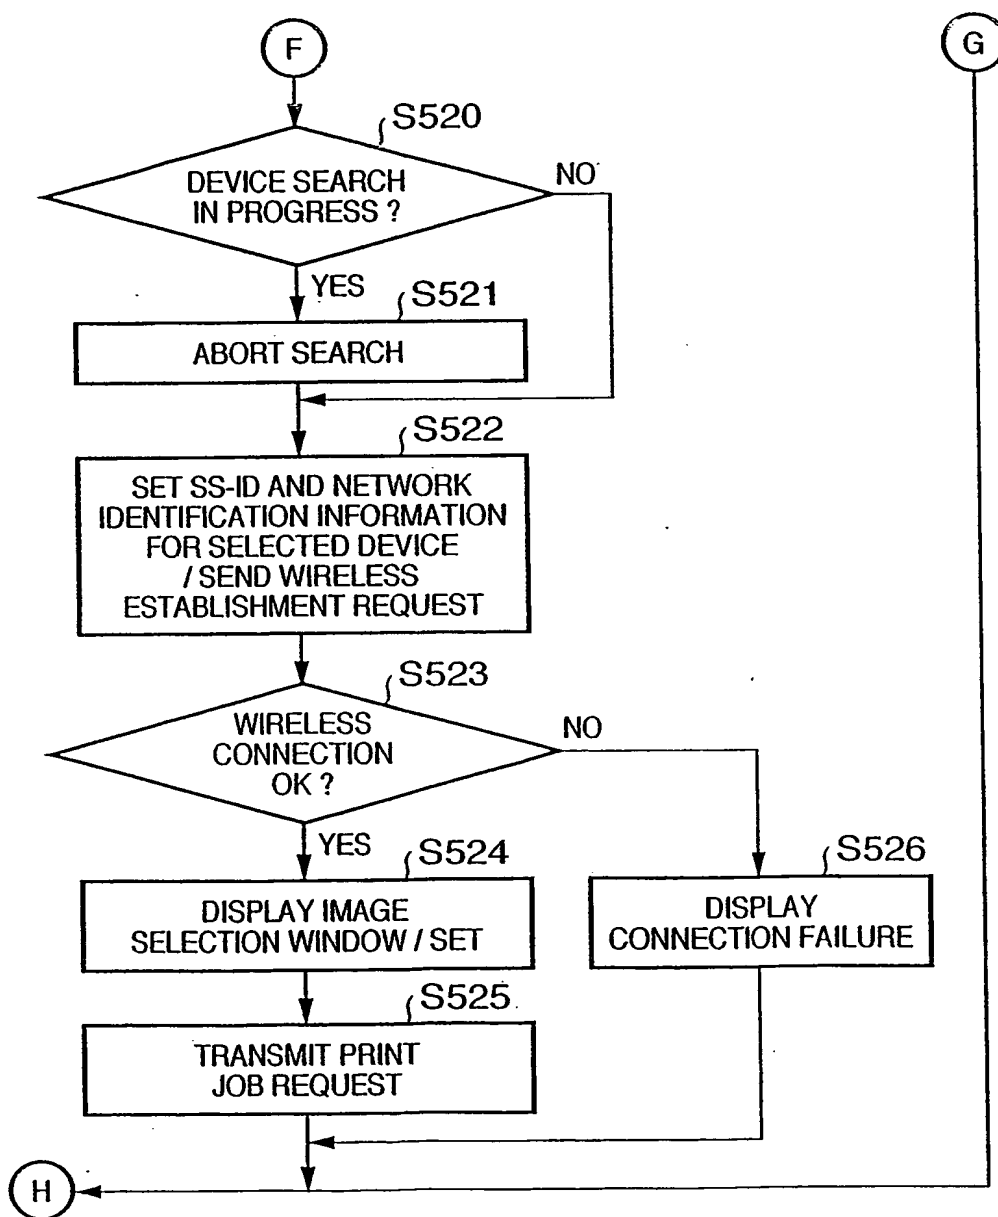 F
G
S520
DEVICE SEARCH
IN PROGRESS ?
NO
YES
S521
ABORT SEARCH
S522
SET SS-ID AND NETWORK
IDENTIFICATION INFORMATION
FOR SELECTED DEVICE
/ SEND WIRELESS
ESTABLISHMENT REQUEST
S523
WIRELESS
CONNECTION
OK ?
NO
YES
S524
DISPLAY IMAGE
SELECTION WINDOW / SET
S526
DISPLAY
CONNECTION FAILURE
S525
TRANSMIT PRINT
JOB REQUEST
H